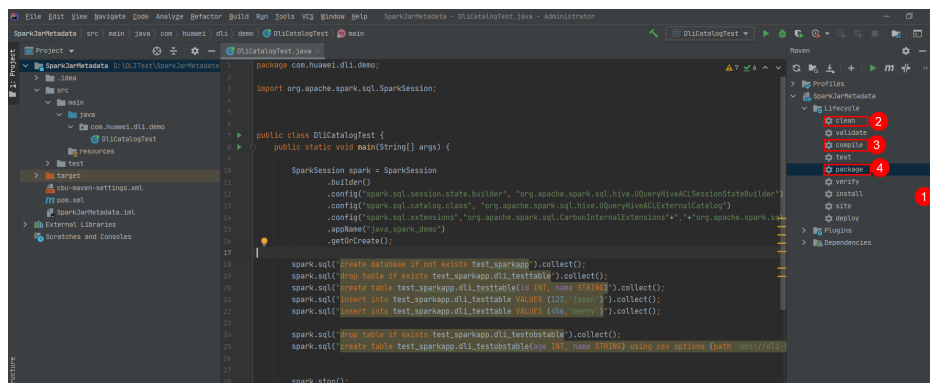 File Edit View Navigate Code Analyze Refactor Build Run Tools VCS Window Help SparkJarMetadata - DliCatalogTest.java - Administrator
SparkJarMetadata src main java com huawei dli demo DliCatalogTest main
DliCatalogTest
1: Project
Project
DliCatalogTest.java
Maven
SparkJarMetadata D:\DLITest\SparkJarMetadata
.idea
src
main
java
com.huawei.dli.demo
DliCatalogTest
resources
test
target
cbu-maven-settings.xml
pom.xml
SparkJarMetadata.iml
External Libraries
Scratches and Consoles
1 package com.huawei.dli.demo;
2
3 import org.apache.spark.sql.SparkSession;
7 public class DliCatalogTest {
8 public static void main(String[] args) {
SparkSession spark = SparkSession
.builder()
.config("spark.sql.session.state.builder", "org.apache.spark.sql.hive.UQueryHiveACLSessionStateBuilder")
.config("spark.sql.catalog.class", "org.apache.spark.sql.hive.UQueryHiveACLExternalCatalog")
.config("spark.sql.extensions","org.apache.spark.sql.CarbonInternalExtensions"+","+"org.apache.spark.sq
.appName("java_spark_demo")
.getOrCreate();
17
spark.sql("create database if not exists test_sparkapp").collect();
spark.sql("drop table if exists test_sparkapp.dli_testtable").collect();
spark.sql("create table test_sparkapp.dli_testtable(id INT, name STRING)").collect();
spark.sql("insert into test_sparkapp.dli_testtable VALUES (123,'jason')").collect();
spark.sql("insert into test_sparkapp.dli_testtable VALUES (456,'merry')").collect();
spark.sql("drop table if exists test_sparkapp.dli_testobstable").collect();
spark.sql("create table test_sparkapp.dli_testobstable(age INT, name STRING) using csv options (path 'obs://dli-
spark.stop();
7 6
Profiles
SparkJarMetadata
Lifecycle
clean 2
validate
compile 3
test
package 4
verify
install 1
site
deploy
Plugins
Dependencies